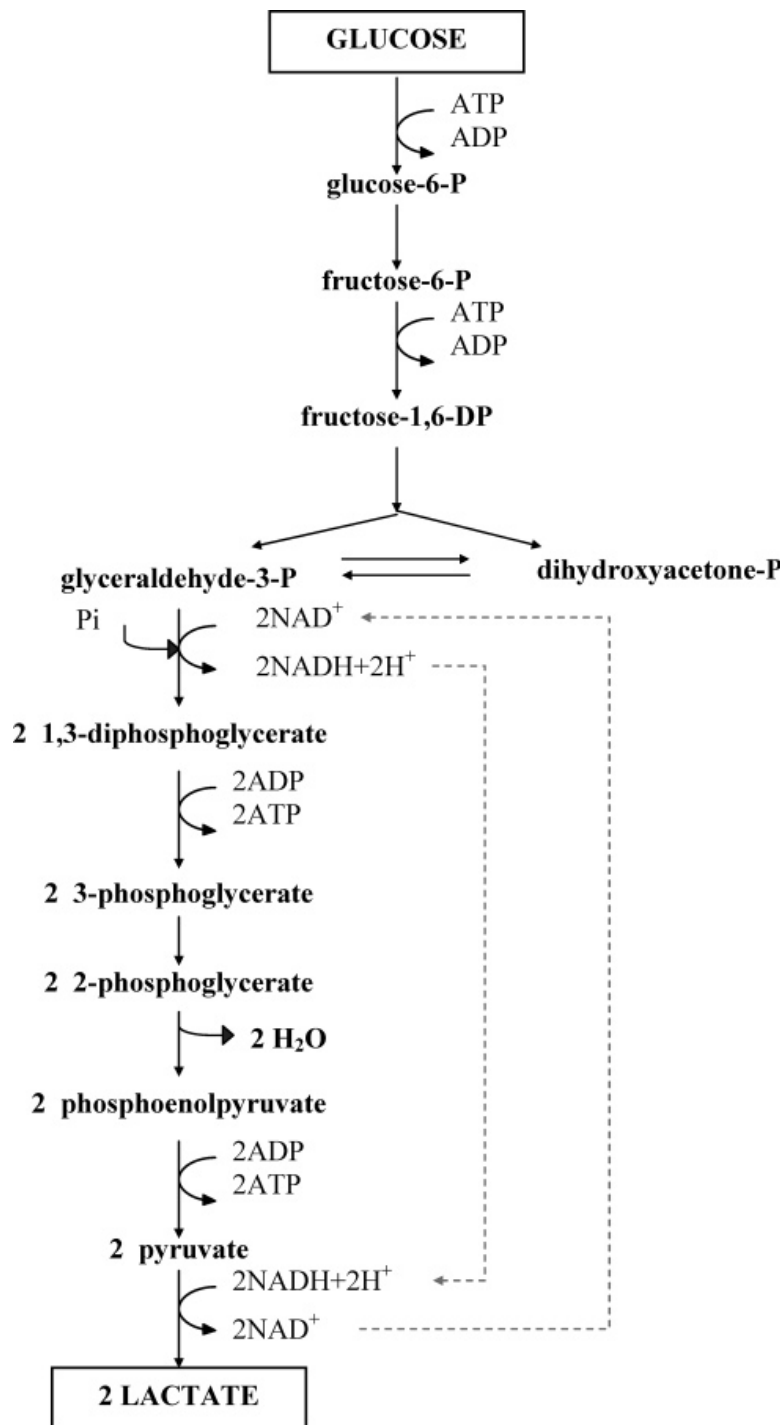 GLUCOSE
ATP
ADP
glucose-6-P
fructose-6-P
ATP
ADP
fructose-1,6-DP
glyceraldehyde-3-P
dihydroxyacetone-P
Pi
2NAD⁺
2NADH+2H⁺
2 1,3-diphosphoglycerate
2ADP
2ATP
2 3-phosphoglycerate
2 2-phosphoglycerate
2 H₂O
2 phosphoenolpyruvate
2ADP
2ATP
2 pyruvate
2NADH+2H⁺
2NAD⁺
2 LACTATE